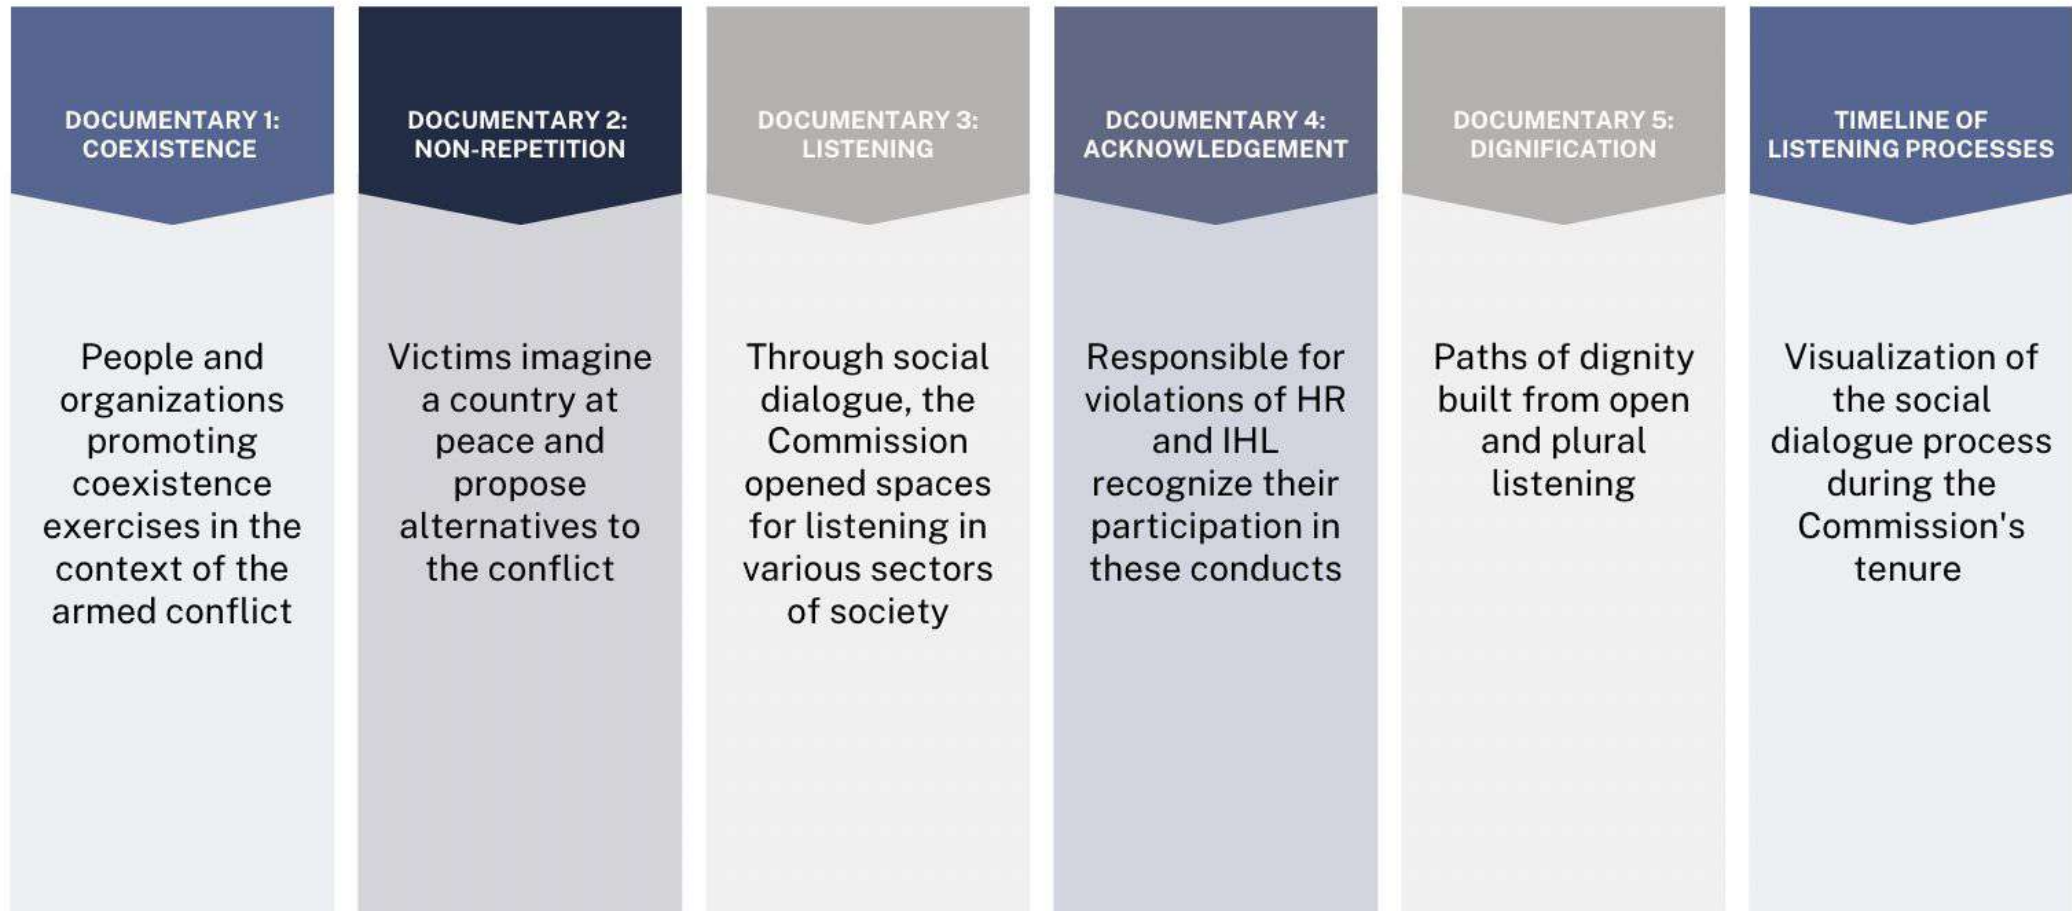 DOCUMENTARY 1:
COEXISTENCE
People and
organizations
promoting
coexistence
exercises in the
context of the
armed conflict
DOCUMENTARY 2:
NON-REPETITION
Victims imagine
a country at
peace and
propose
alternatives to
the conflict
DOCUMENTARY 3:
LISTENING
Through social
dialogue, the
Commission
opened spaces
for listening in
various sectors
of society
DCOUMENTARY 4:
ACKNOWLEDGEMENT
Responsible for
violations of HR
and IHL
recognize their
participation in
these conducts
DOCUMENTARY 5:
DIGNIFICATION
Paths of dignity
built from open
and plural
listening
TIMELINE OF
LISTENING PROCESSES
Visualization of
the social
dialogue process
during the
Commission's
tenure